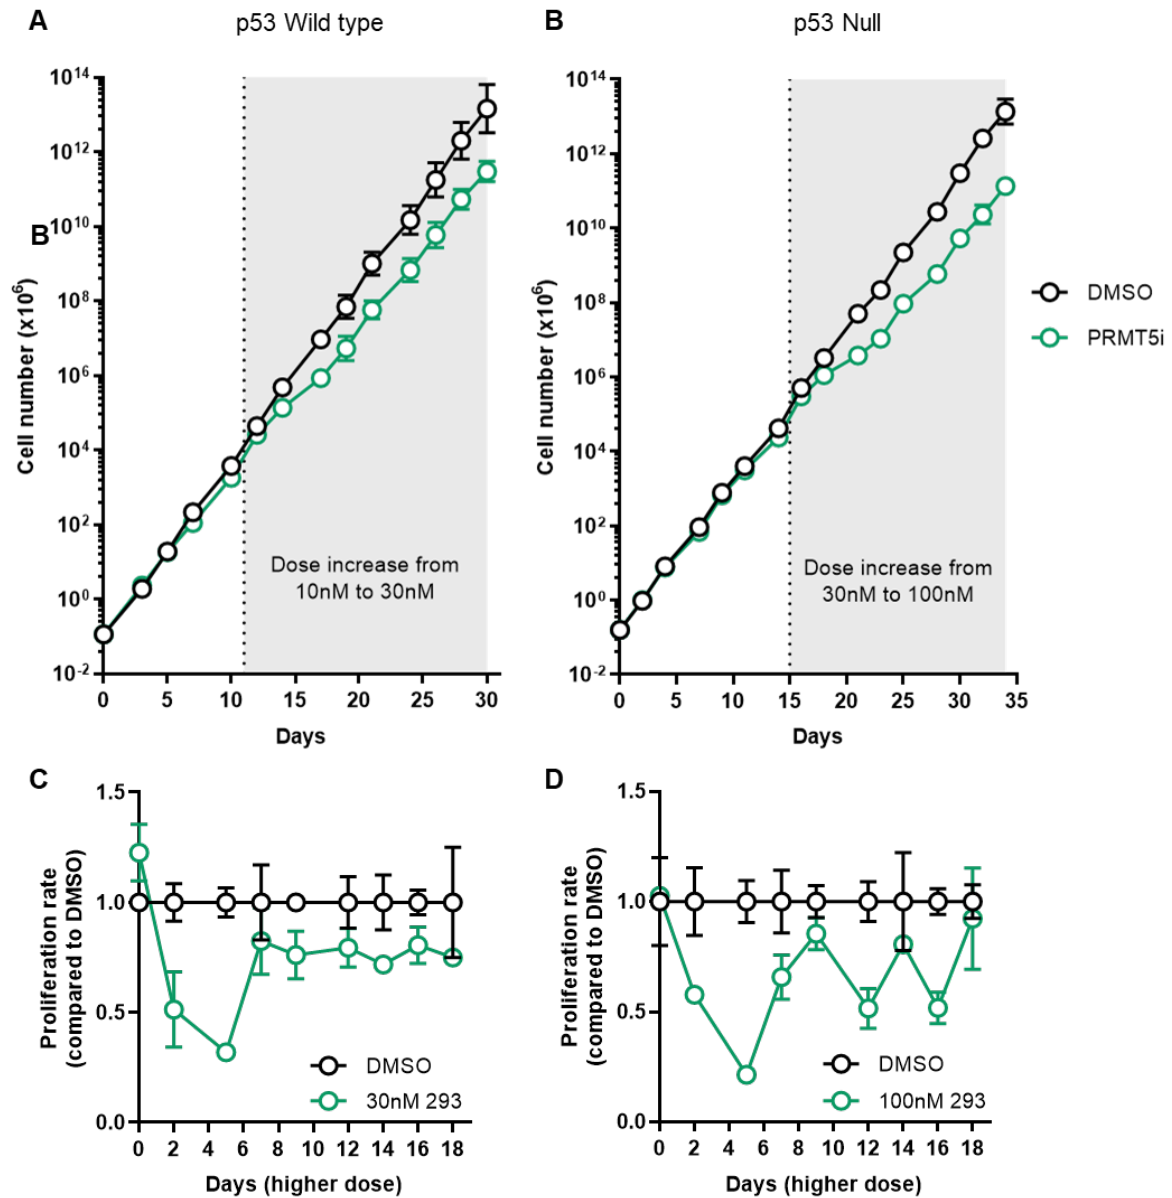 A
p53 Wild type
B
p53 Null
10^14
10^12
10^10
10^8
10^6
10^4
10^2
10^0
10^-2
B
Cell number (x10^6)
Dose increase from
10nM to 30nM
0 5 10 15 20 25 30
Days
10^14
10^12
10^10
10^8
10^6
10^4
10^2
10^0
10^-2
Cell number (x10^6)
Dose increase from
30nM to 100nM
0 5 10 15 20 25 30 35
Days
DMSO
PRMT5i
C
1.5
1.0
0.5
0.0
Proliferation rate
(compared to DMSO)
DMSO
30nM 293
0 2 4 6 8 10 12 14 16 18
Days (higher dose)
D
1.5
1.0
0.5
0.0
Proliferation rate
(compared to DMSO)
DMSO
100nM 293
0 2 4 6 8 10 12 14 16 18
Days (higher dose)